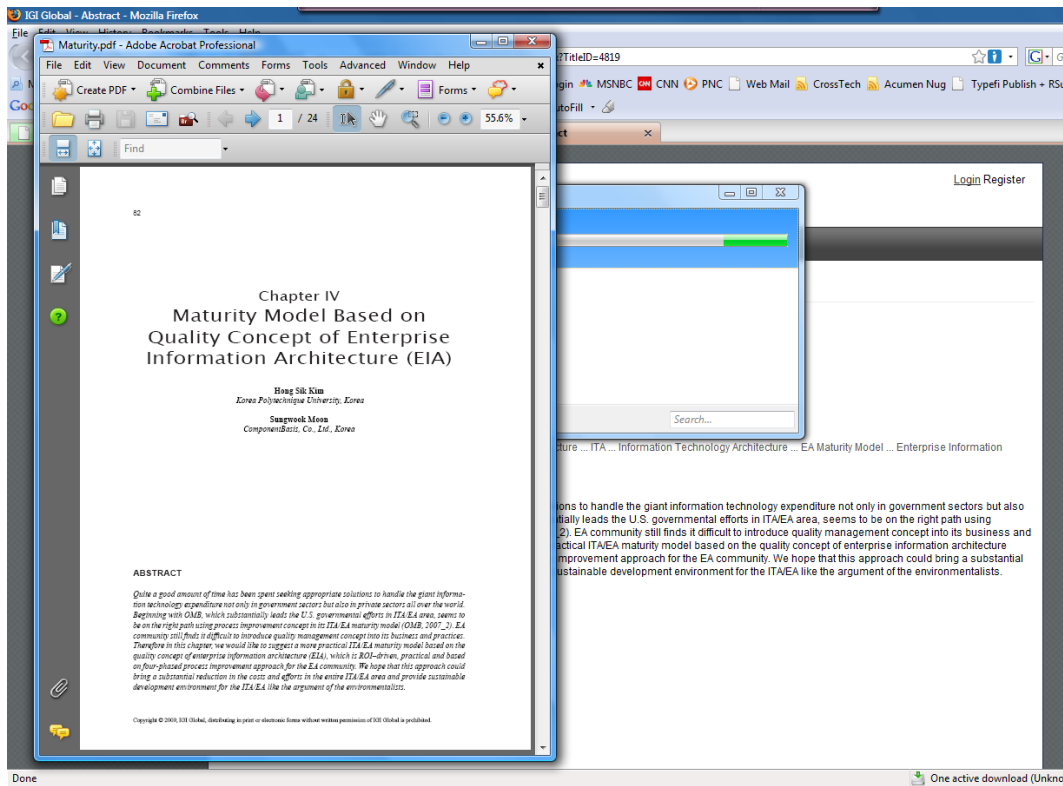 IGI Global - Abstract - Mozilla Firefox
File Edit View History Bookmarks Tools Help
Maturity.pdf - Adobe Acrobat Professional
File Edit View Document Comments Forms Tools Advanced Window Help
?TitleID=4819
Create PDF Combine Files Forms
gin MSNBC CNN PNC Web Mail CrossTech Acumen Nug Typefi Publish + RSu
utoFill
1 / 24 55.6%
ct
Find
Login Register
82
Chapter IV
Maturity Model Based on
Quality Concept of Enterprise
Information Architecture (EIA)
Hong Sik Kim
Korea Polytechnique University, Korea
Sungwook Moon
ComponentBasis, Co., Ltd., Korea
Search...
cture ... ITA ... Information Technology Architecture ... EA Maturity Model ... Enterprise Information
ions to handle the giant information technology expenditure not only in government sectors but also
tially leads the U.S. governmental efforts in ITA/EA area, seems to be on the right path using
_2). EA community still finds it difficult to introduce quality management concept into its business and
actical ITA/EA maturity model based on the quality concept of enterprise information architecture
mprovement approach for the EA community. We hope that this approach could bring a substantial
ustainable development environment for the ITA/EA like the argument of the environmentalists.
ABSTRACT
Quite a good amount of time has been spent seeking appropriate solutions to handle the giant informa-
tion technology expenditure not only in government sectors but also in private sectors all over the world.
Beginning with OMB, which substantially leads the U.S. governmental efforts in ITA/EA area, seems to
be on the right path using process improvement concept in its ITA/EA maturity model (OMB, 2007_2). EA
community still finds it difficult to introduce quality management concept into its business and practices.
Therefore in this chapter, we would like to suggest a more practical ITA/EA maturity model based on the
quality concept of enterprise information architecture (EIA), which is ROI–driven, practical and based
on four-phased process improvement approach for the EA community. We hope that this approach could
bring a substantial reduction in the costs and efforts in the entire ITA/EA area and provide sustainable
development environment for the ITA/EA like the argument of the environmentalists.
Copyright © 2009, IGI Global, distributing in print or electronic forms without written permission of IGI Global is prohibited.
Done
One active download (Unkno